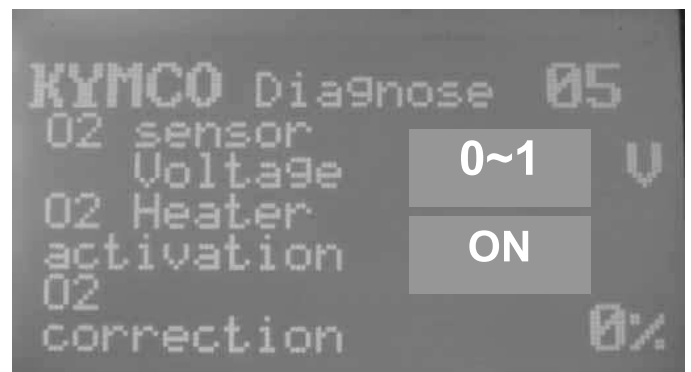 KYMCO Diagnose 05
O2 sensor
Voltage 0~1 V
O2 Heater
activation ON
O2
correction 0%